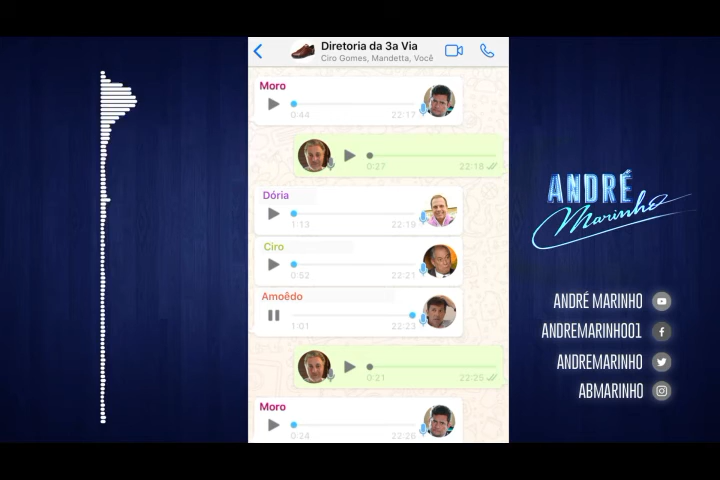 Diretoria da 3a Via
Ciro Gomes, Mandetta, Você
Moro
0:44 22:17
0:27 22:18
Dória
1:13 22:19
Ciro
0:52 22:21
Amoêdo
1:01 22:23
0:21 22:25
Moro
0:24 22:26
ANDRÉ
Marinho
ANDRÉ MARINHO
ANDREMARINHO01
ANDREMARINHO
ABMARINHO